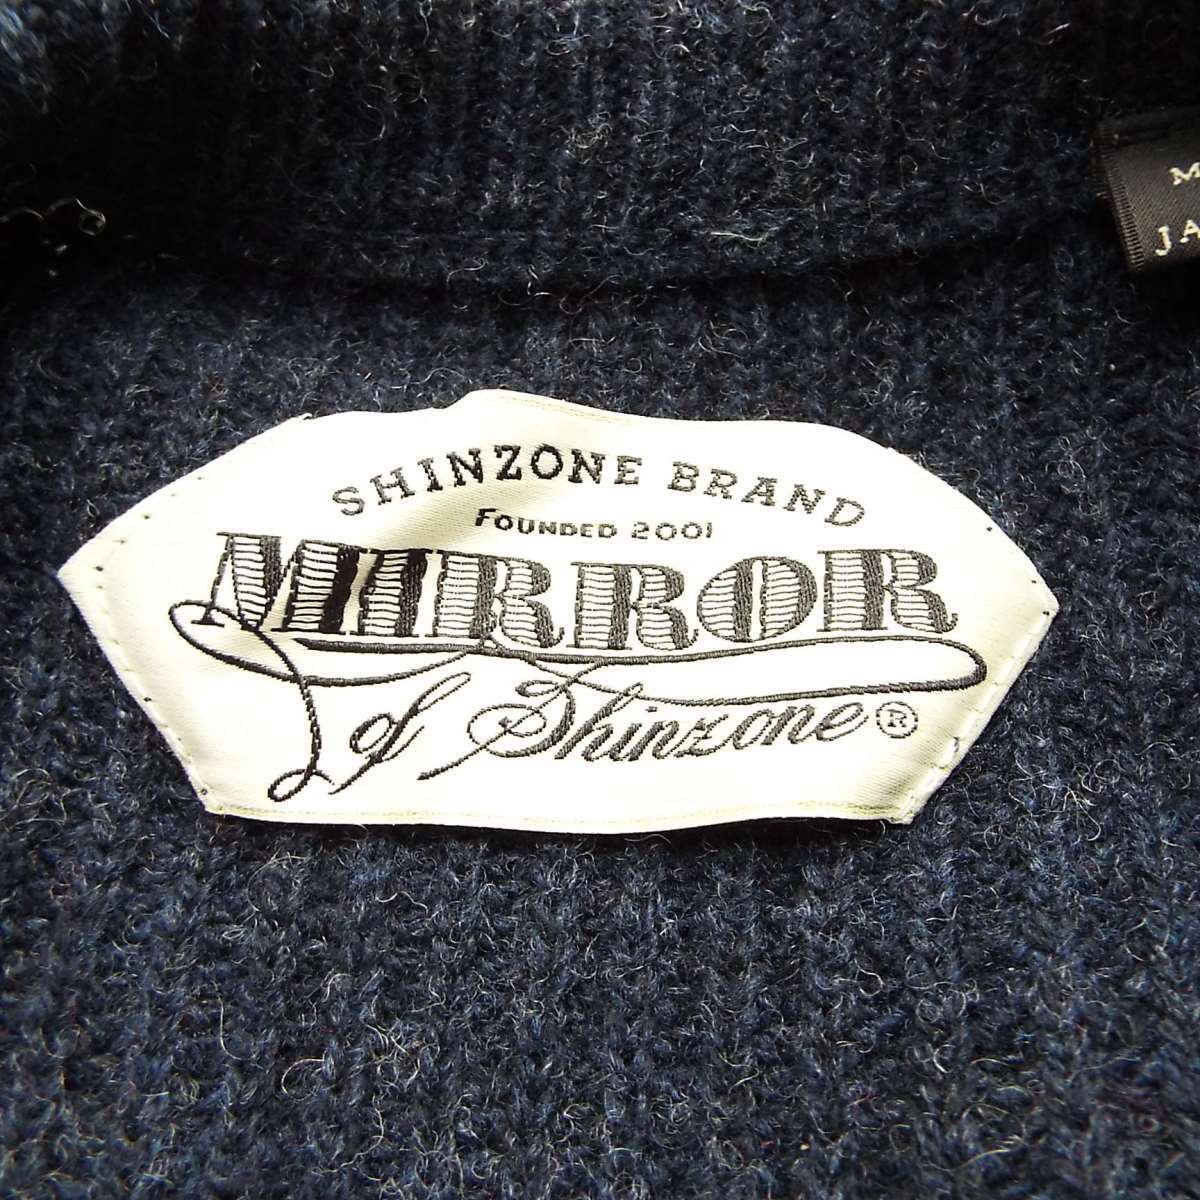 SHINZONE BRAND
FOUNDED 2001
MIRROR
of Shinzone®